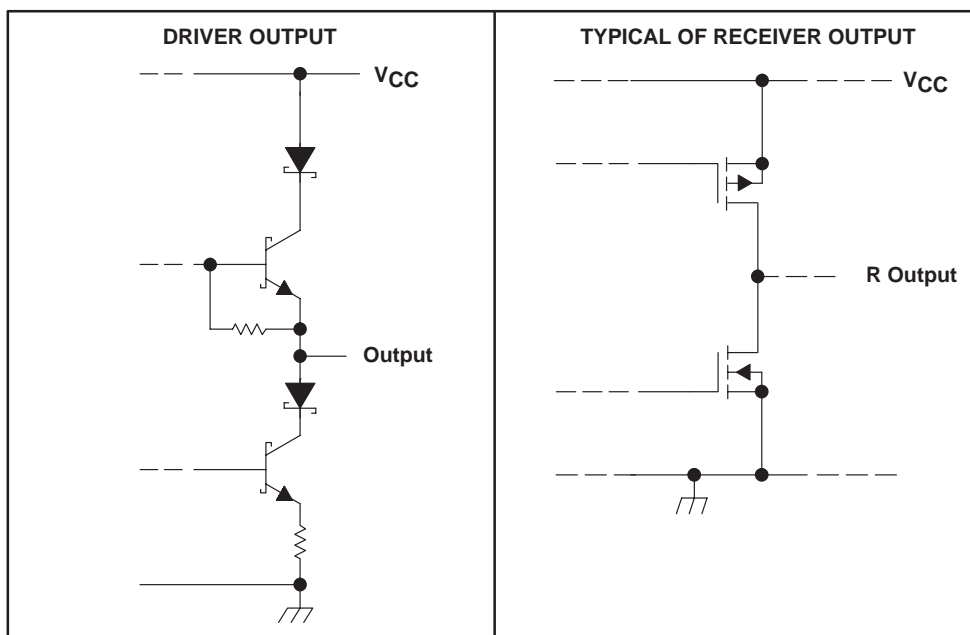 DRIVER OUTPUT
VCC
Output
TYPICAL OF RECEIVER OUTPUT
VCC
R Output